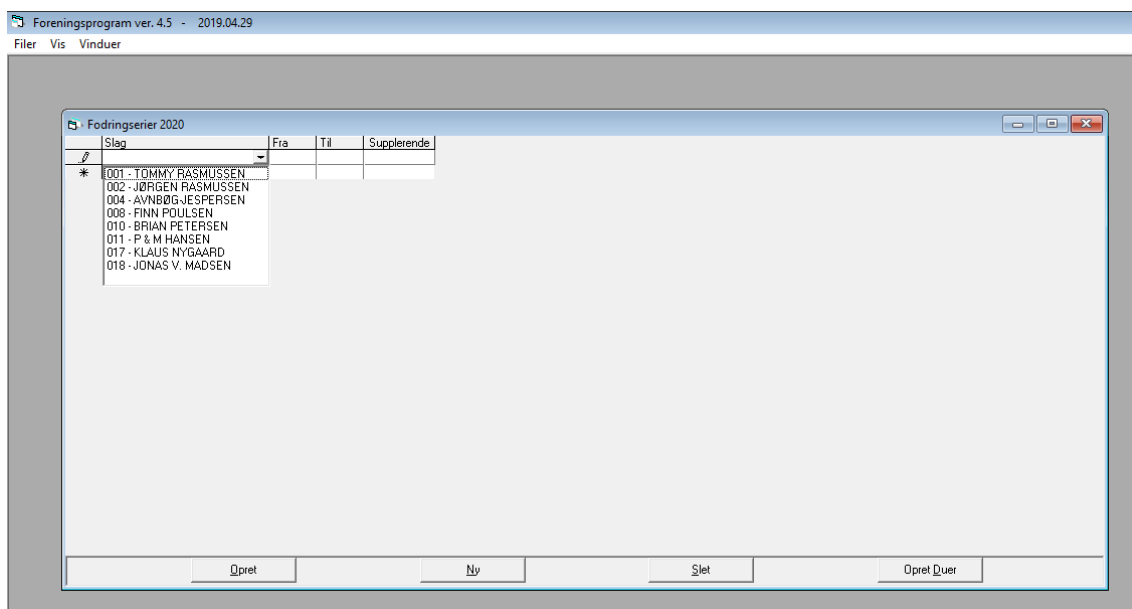 Foreningsprogram ver. 4.5 - 2019.04.29
Filer Vis Vinduer
Fodringserier 2020
Slag Fra Til Supplerende
001 - TOMMY RASMUSSEN
002 - JØRGEN RASMUSSEN
004 - AVNBØG-JESPERSEN
008 - FINN POULSEN
010 - BRIAN PETERSEN
011 - P & M HANSEN
017 - KLAUS NYGAARD
018 - JONAS V. MADSEN
Opret Ny Slet Opret Duer